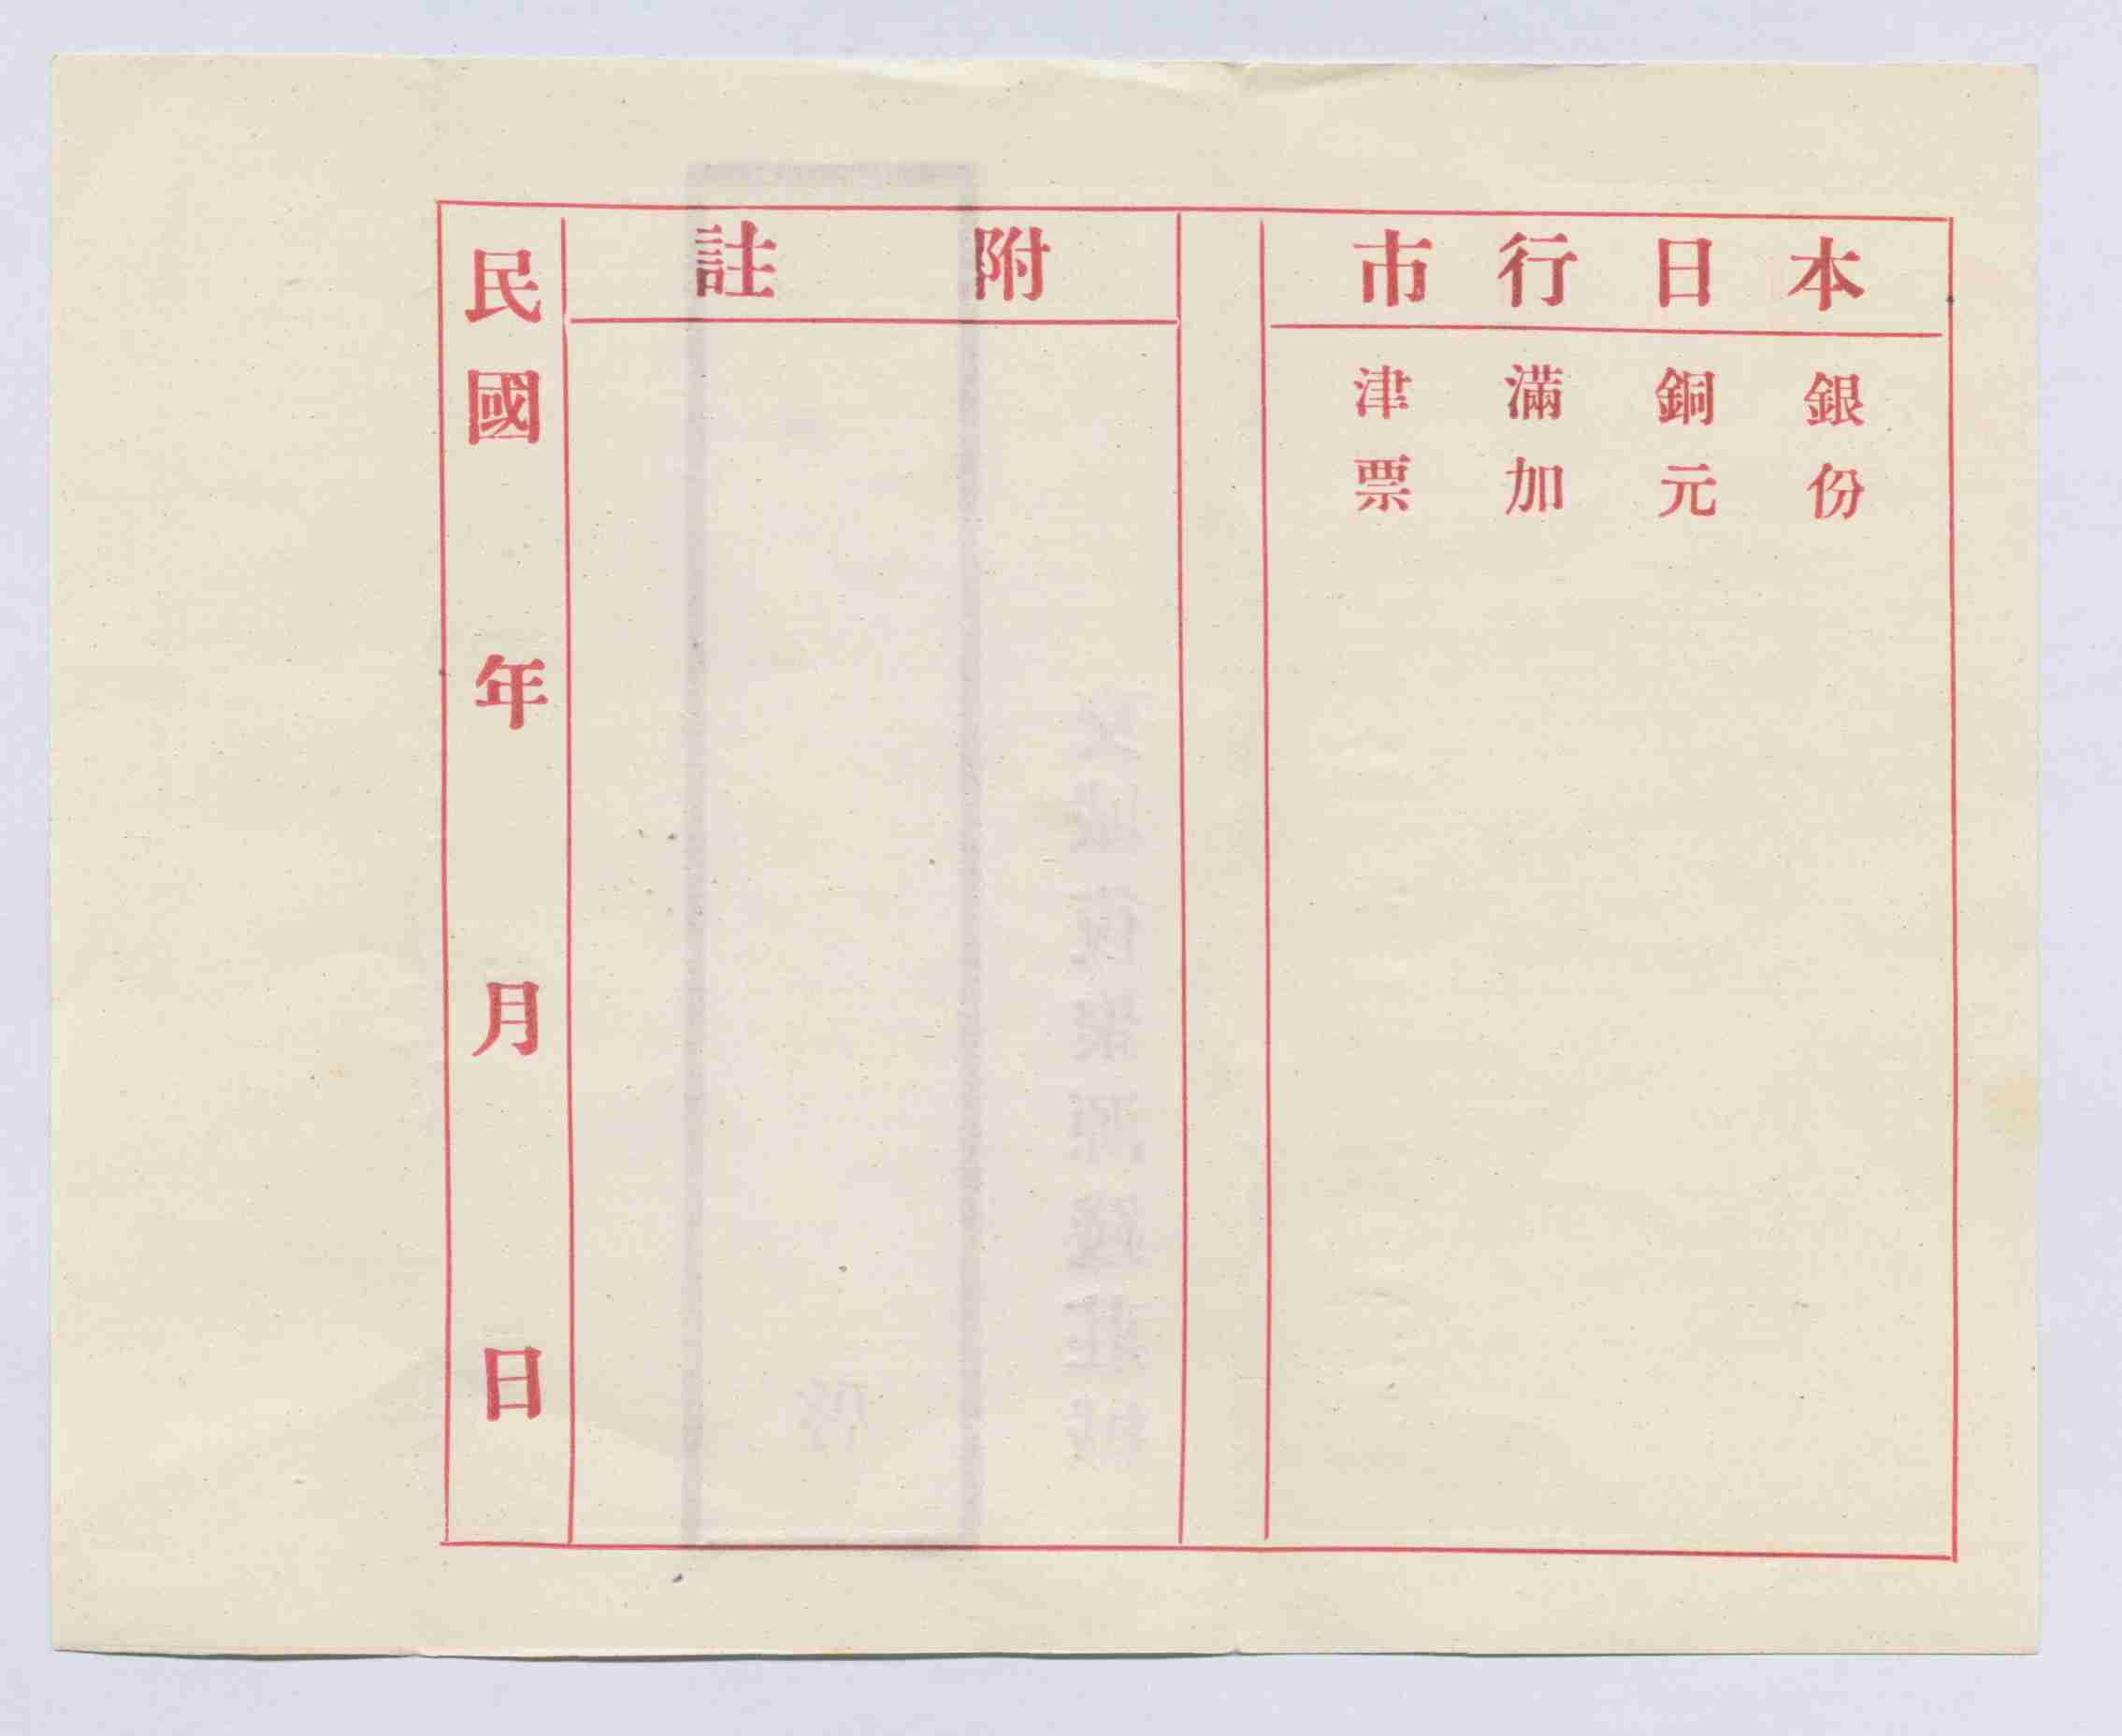 本日行市
銀份
銅元
滿加
津票
附註
民國 年 月 日